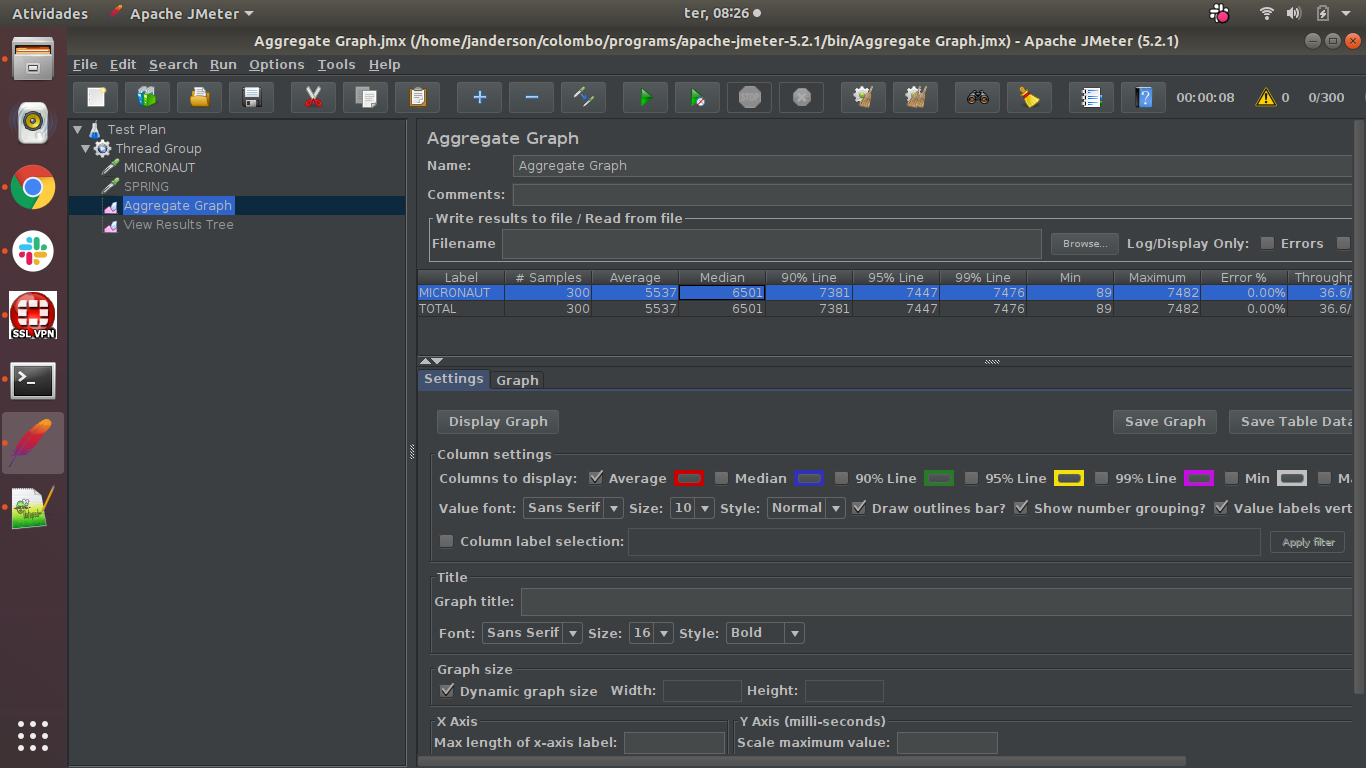 Atividades Apache JMeter ter, 08:26
Aggregate Graph.jmx (/home/janderson/colombo/programs/apache-jmeter-5.2.1/bin/Aggregate Graph.jmx) - Apache JMeter (5.2.1)
File Edit Search Run Options Tools Help
STOP 00:00:08 0 0/300
Test Plan
Thread Group
MICRONAUT
SPRING
Aggregate Graph
View Results Tree
SSL VPN
Aggregate Graph
Name: Aggregate Graph
Comments:
Write results to file / Read from file
Filename Browse... Log/Display Only: Errors
Label # Samples Average Median 90% Line 95% Line 99% Line Min Maximum Error % Throughp
MICRONAUT 300 5537 6501 7381 7447 7476 89 7482 0.00% 36.6/
TOTAL 300 5537 6501 7381 7447 7476 89 7482 0.00% 36.6/
Settings Graph
Display Graph Save Graph Save Table Data
Column settings
Columns to display: Average Median 90% Line 95% Line 99% Line Min Ma
Value font: Sans Serif Size: 10 Style: Normal Draw outlines bar? Show number grouping? Value labels vert
Column label selection: Apply filter
Title
Graph title:
Font: Sans Serif Size: 16 Style: Bold
Graph size
Dynamic graph size Width: Height:
X Axis Y Axis (milli-seconds)
Max length of x-axis label: Scale maximum value: